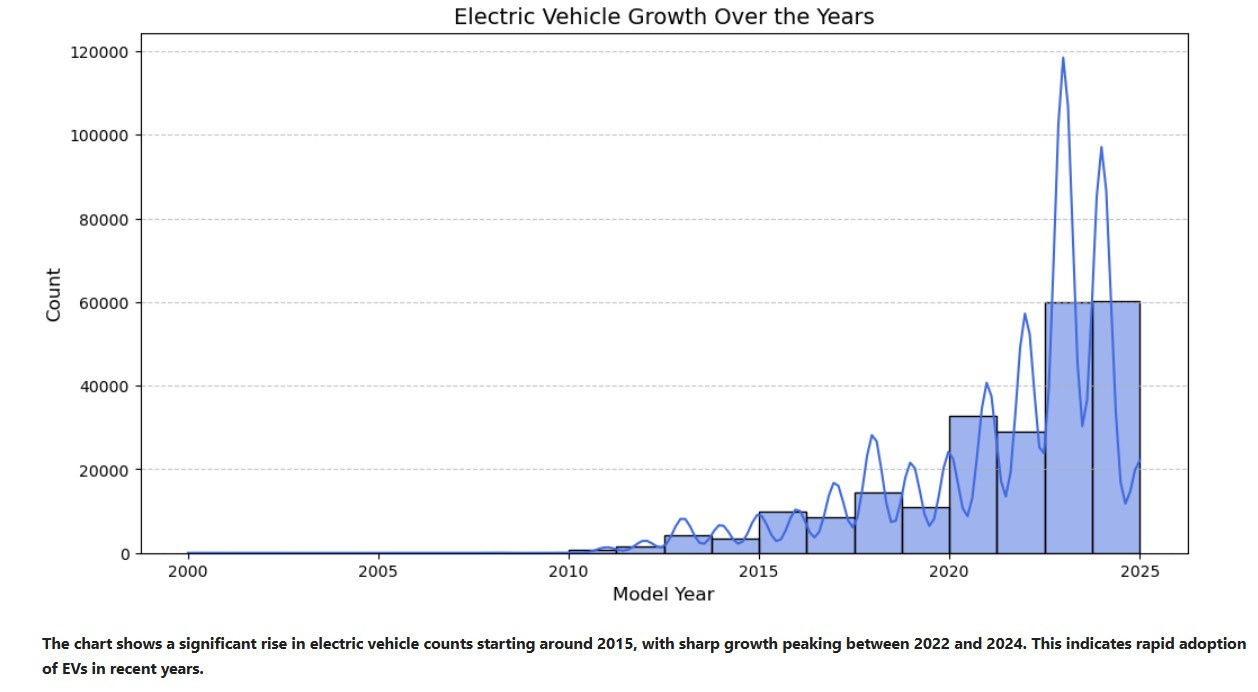 Electric Vehicle Growth Over the Years
120000
100000
80000
60000
40000
20000
0
Count
2000 2005 2010 2015 2020 2025
Model Year
The chart shows a significant rise in electric vehicle counts starting around 2015, with sharp growth peaking between 2022 and 2024. This indicates rapid adoption
of EVs in recent years.